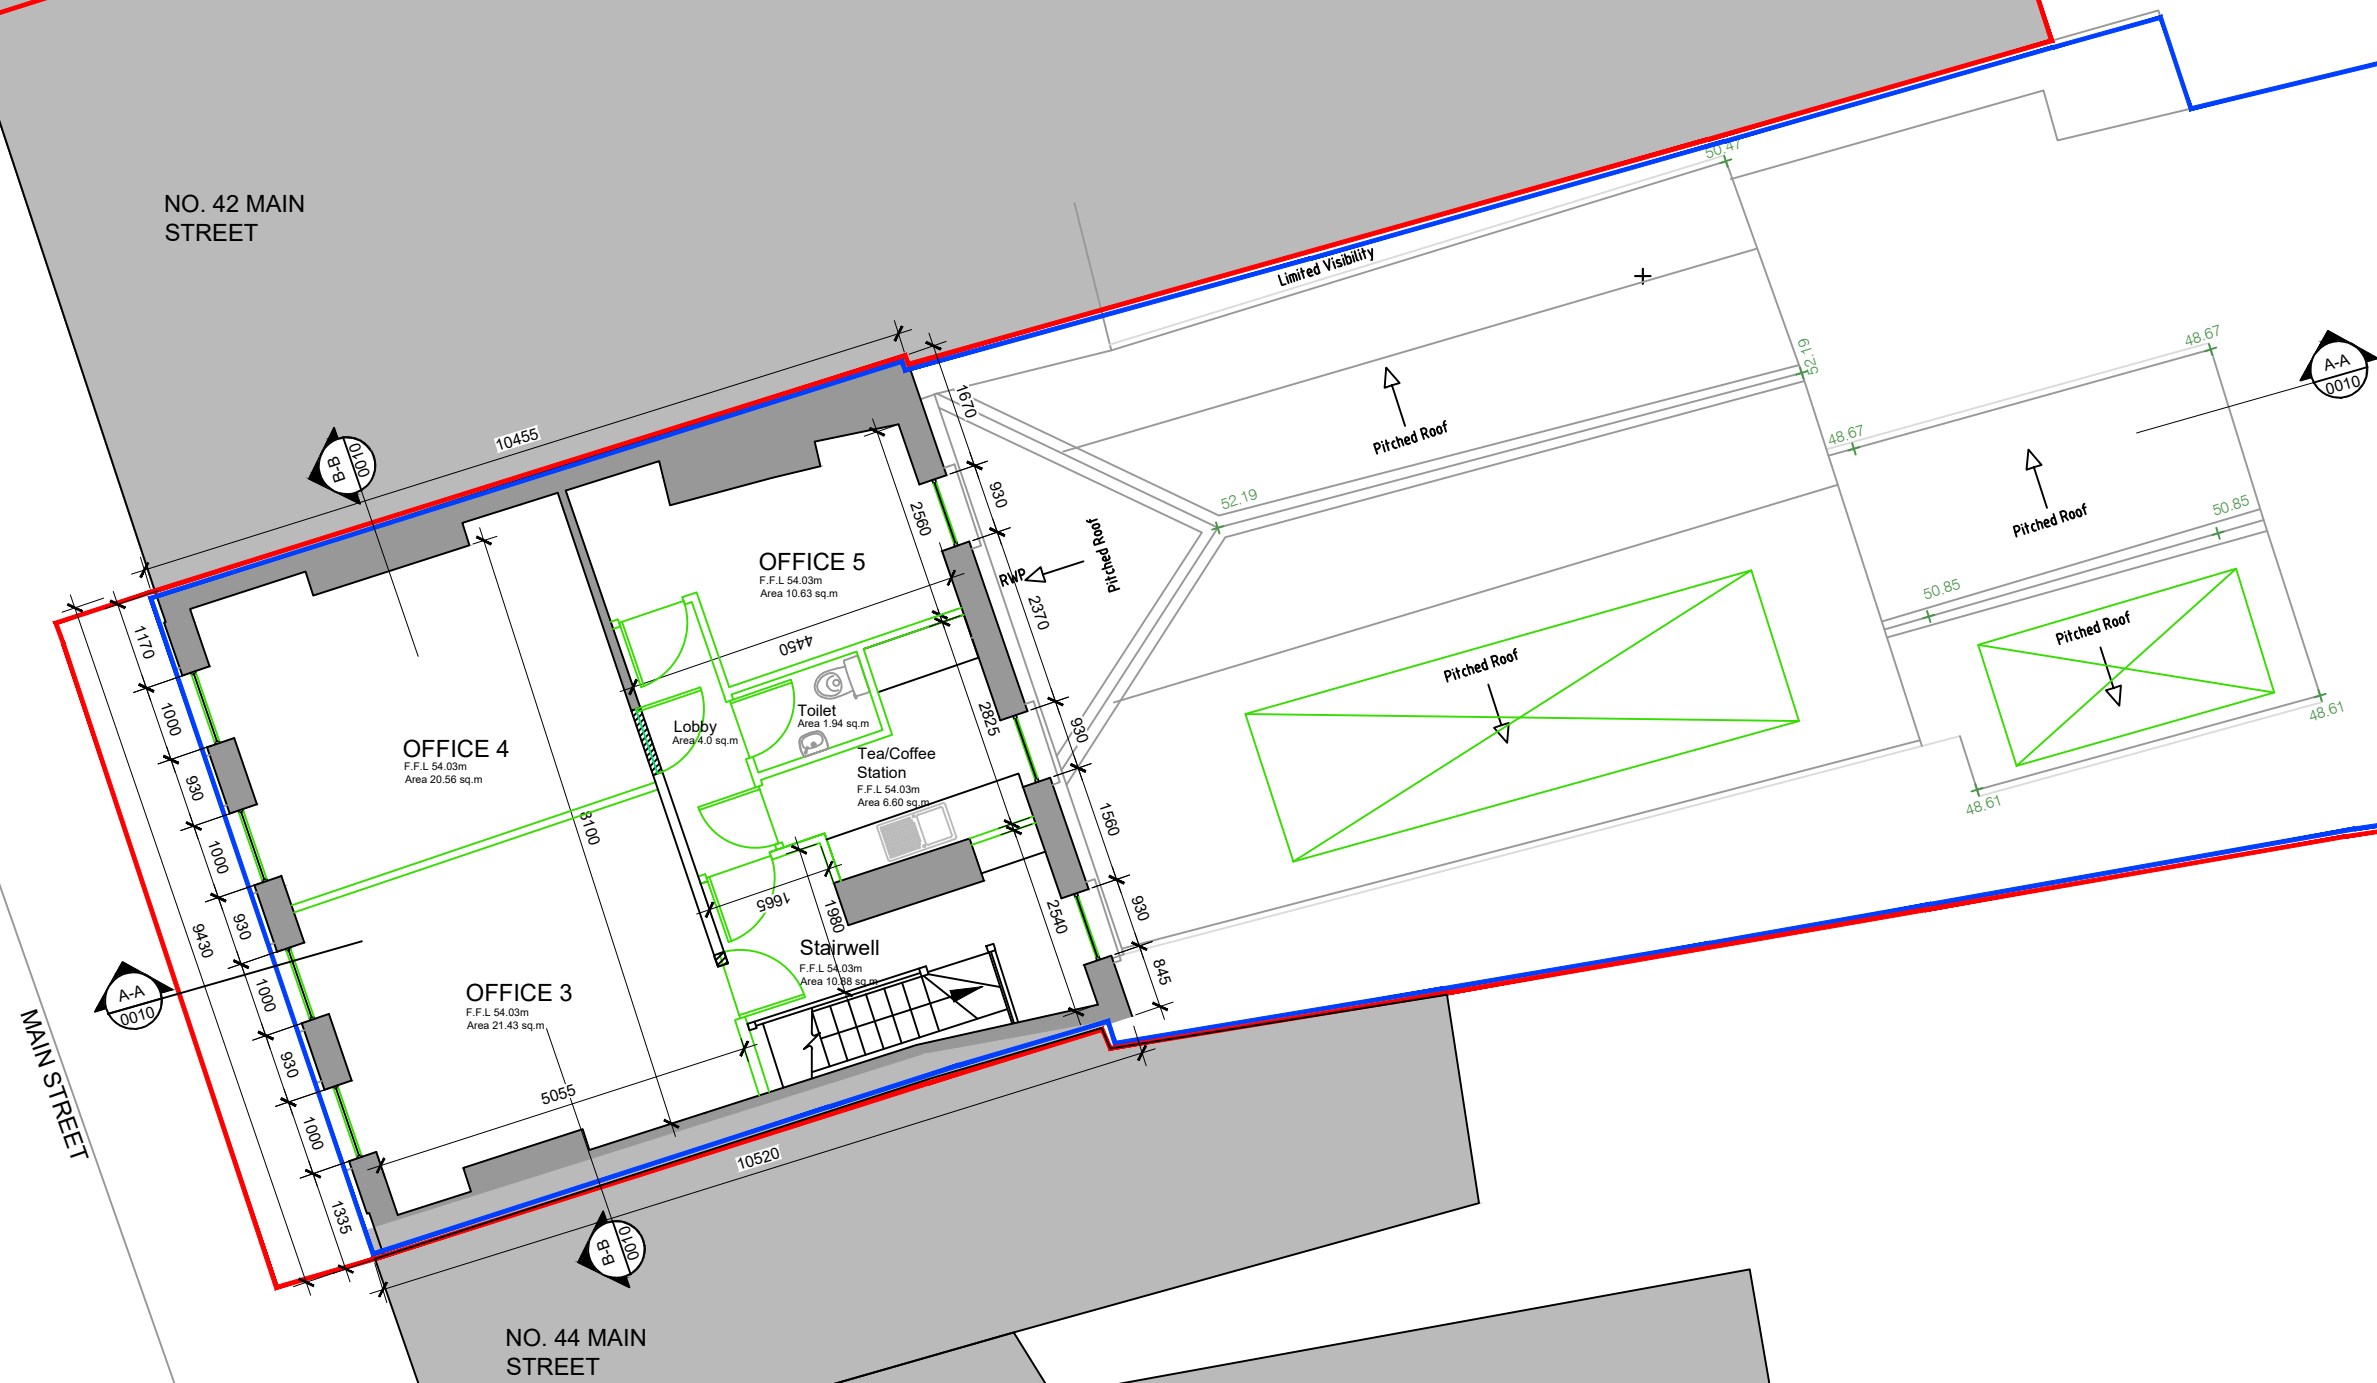 NO. 42 MAIN
STREET
10455
B-B
0010
50.47
Limited Visibility
52.19
48.67
A-A
0010
48.67
Pitched Roof
52.19
Pitched Roof
50.85
50.85
Pitched Roof
Pitched Roof
48.61
48.61
Pitched Roof
RWP
1670
930
2370
930
1560
930
845
2560
2825
2540
OFFICE 5
F.F.L 54.03m
Area 10.63 sq.m
4450
Toilet
Area 1.94 sq.m
Lobby
Area 4.0 sq.m
Tea/Coffee
Station
F.F.L 54.03m
Area 6.60 sq.m
OFFICE 4
F.F.L 54.03m
Area 20.56 sq.m
8100
1665
1980
Stairwell
F.F.L 54.03m
Area 10.88 sq.m
OFFICE 3
F.F.L 54.03m
Area 21.43 sq.m
5055
1170
1000
930
1000
930
1000
930
1000
1335
9430
A-A
0010
MAIN STREET
10520
B-B
0010
NO. 44 MAIN
STREET